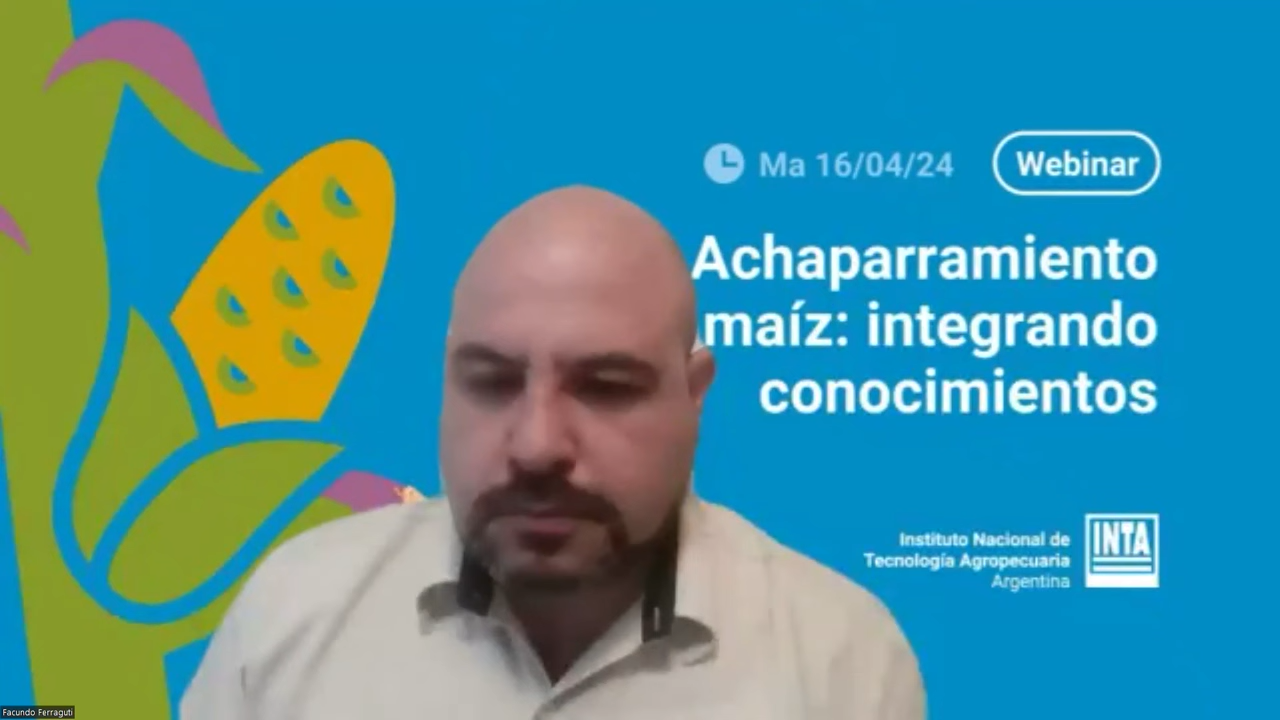 Ma 16/04/24
Webinar
Achaparramiento
maíz: integrando
conocimientos
Instituto Nacional de
Tecnología Agropecuaria
Argentina
INTA
Facundo Ferraguti